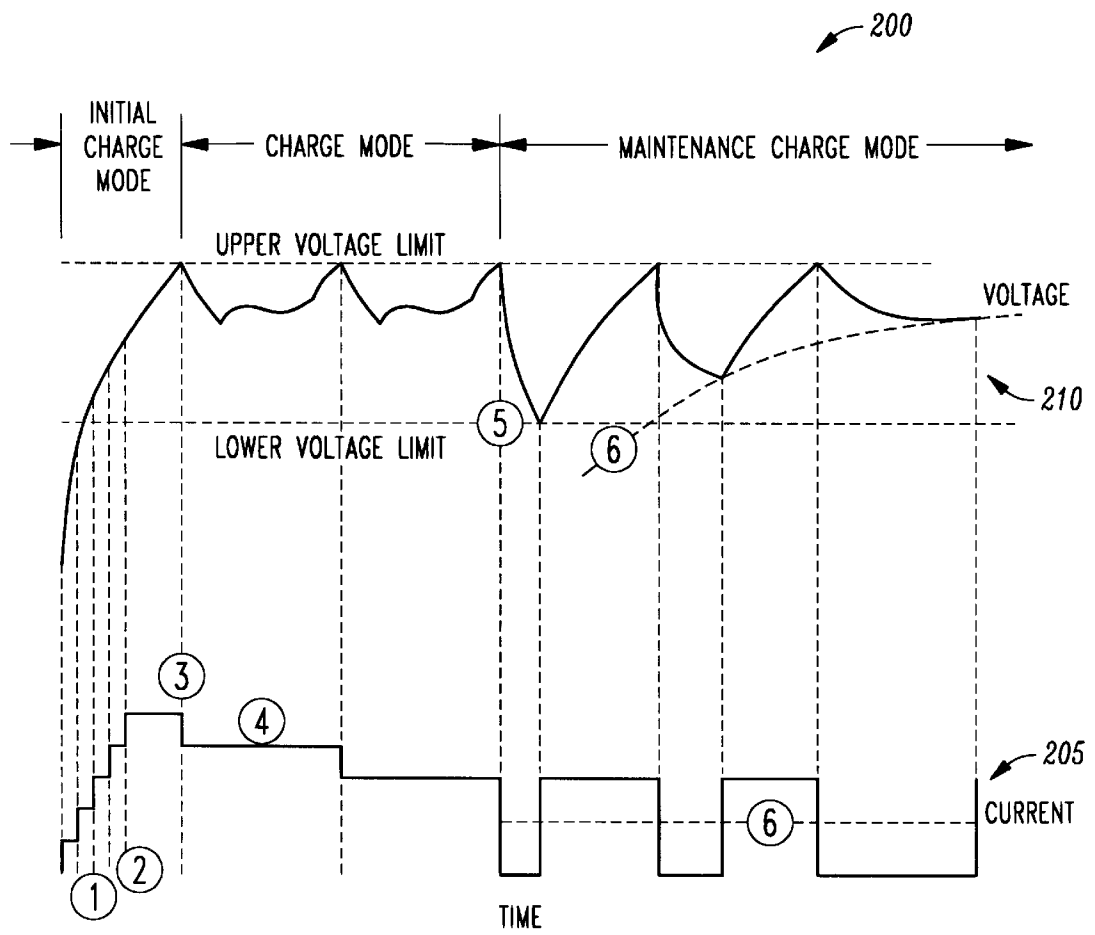 200
INITIAL
CHARGE
MODE
CHARGE MODE
MAINTENANCE CHARGE MODE
UPPER VOLTAGE LIMIT
VOLTAGE
210
5
6
LOWER VOLTAGE LIMIT
3
4
205
CURRENT
6
2
1
TIME